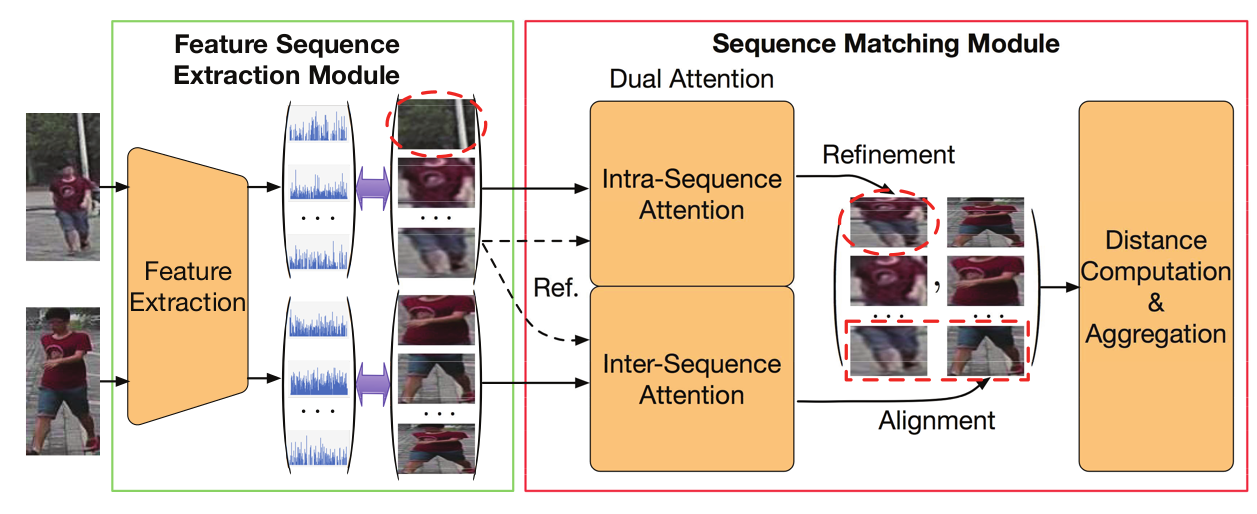 Feature Sequence
Extraction Module
Sequence Matching Module
Dual Attention
Feature
Extraction
. . .
. . .
. . .
. . .
Ref.
Intra-Sequence
Attention
Inter-Sequence
Attention
Refinement
,
. . .
. . .
Alignment
Distance
Computation
&
Aggregation